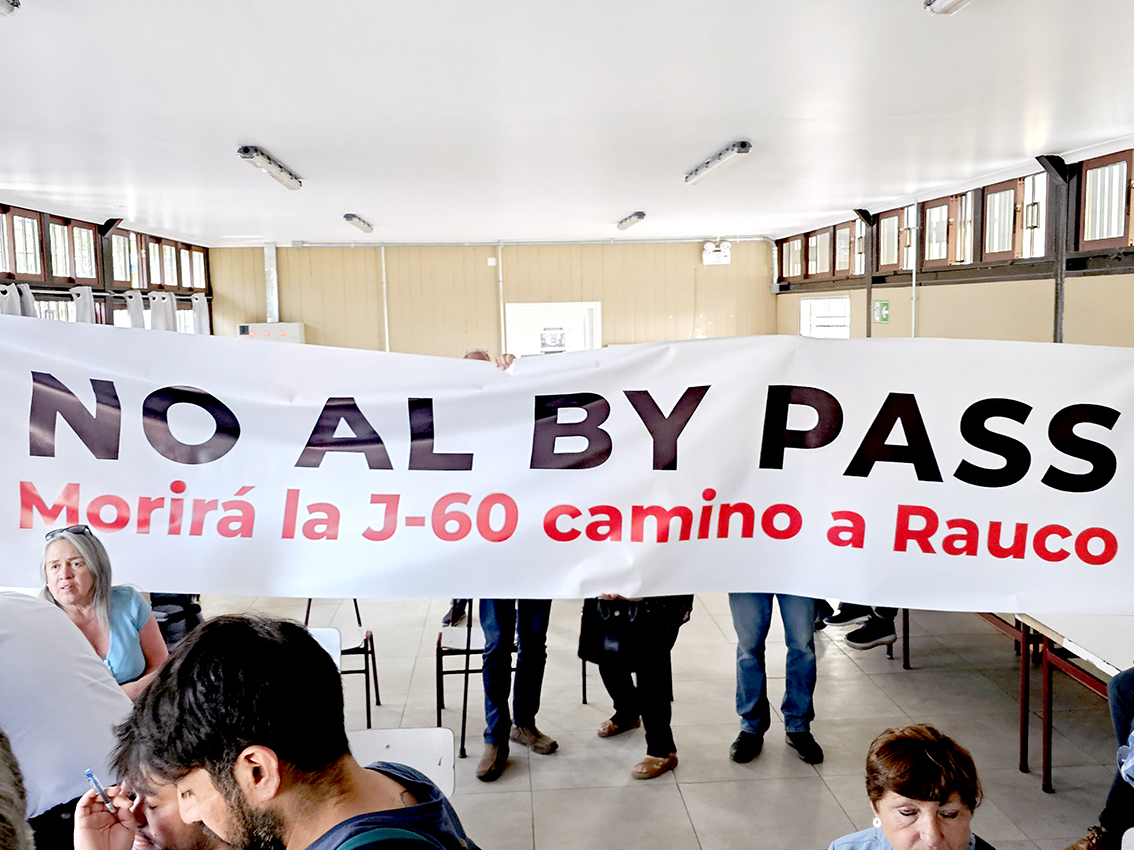 NO AL BY PASS
Morirá la J-60 camino a Rauco